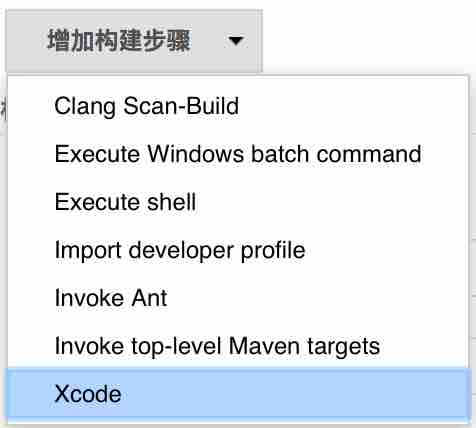 增加构建步骤
Clang Scan-Build
Execute Windows batch command
Execute shell
Import developer profile
Invoke Ant
Invoke top-level Maven targets
Xcode